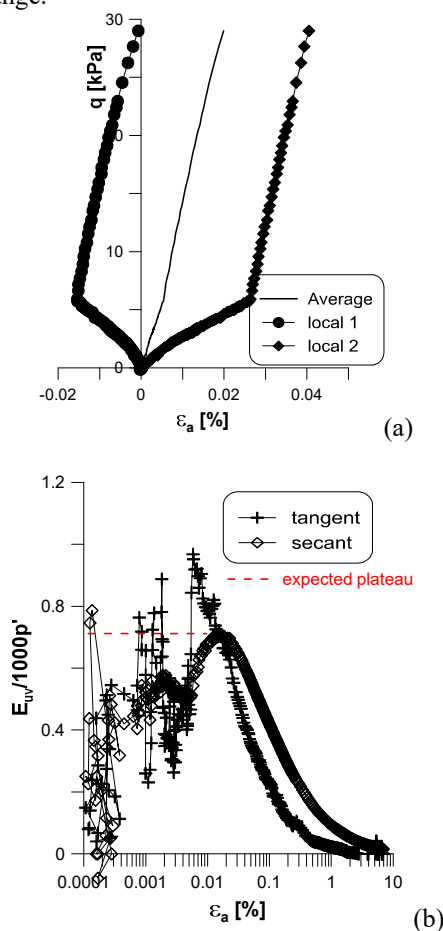 nge.
30
q [kPa]
20
10
0
-0.02
0
0.02
0.04
εa [%]
Average
local 1
local 2
(a)
1.2
0.8
0.4
0
Euv/1000p'
tangent
secant
expected plateau
0.0001
0.001
0.01
0.1
1
10
εa [%]
(b)